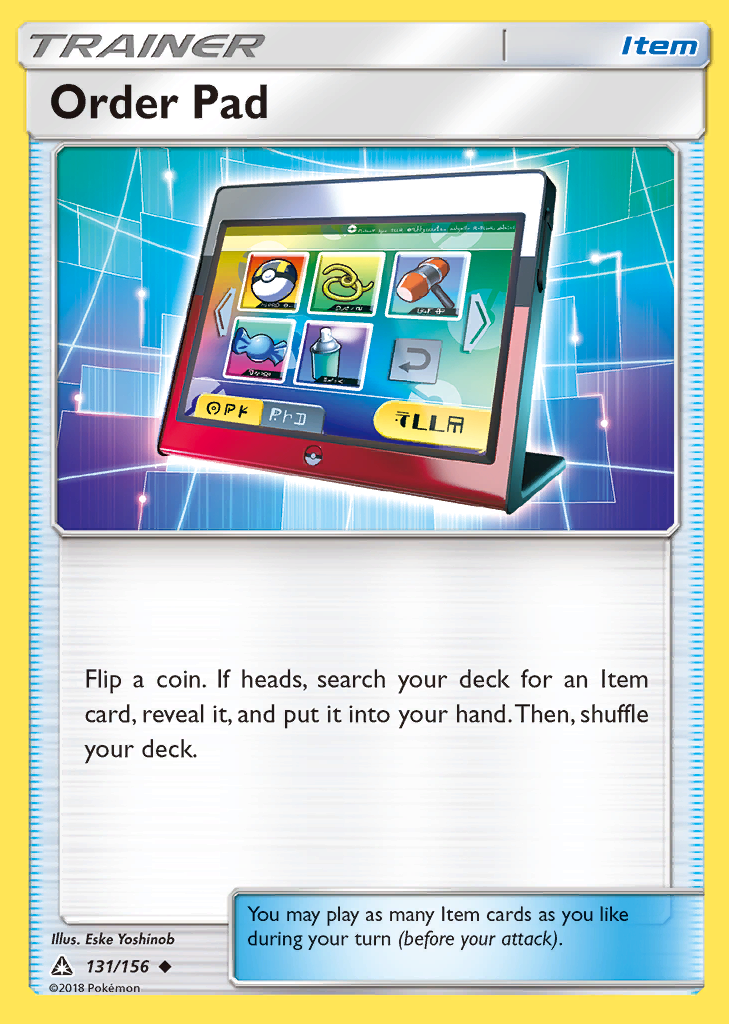 TRAINER
Item
Order Pad
Flip a coin. If heads, search your deck for an Item
card, reveal it, and put it into your hand. Then, shuffle
your deck.
You may play as many Item cards as you like
during your turn (before your attack).
Illus. Eske Yoshinob
131/156
©2018 Pokémon